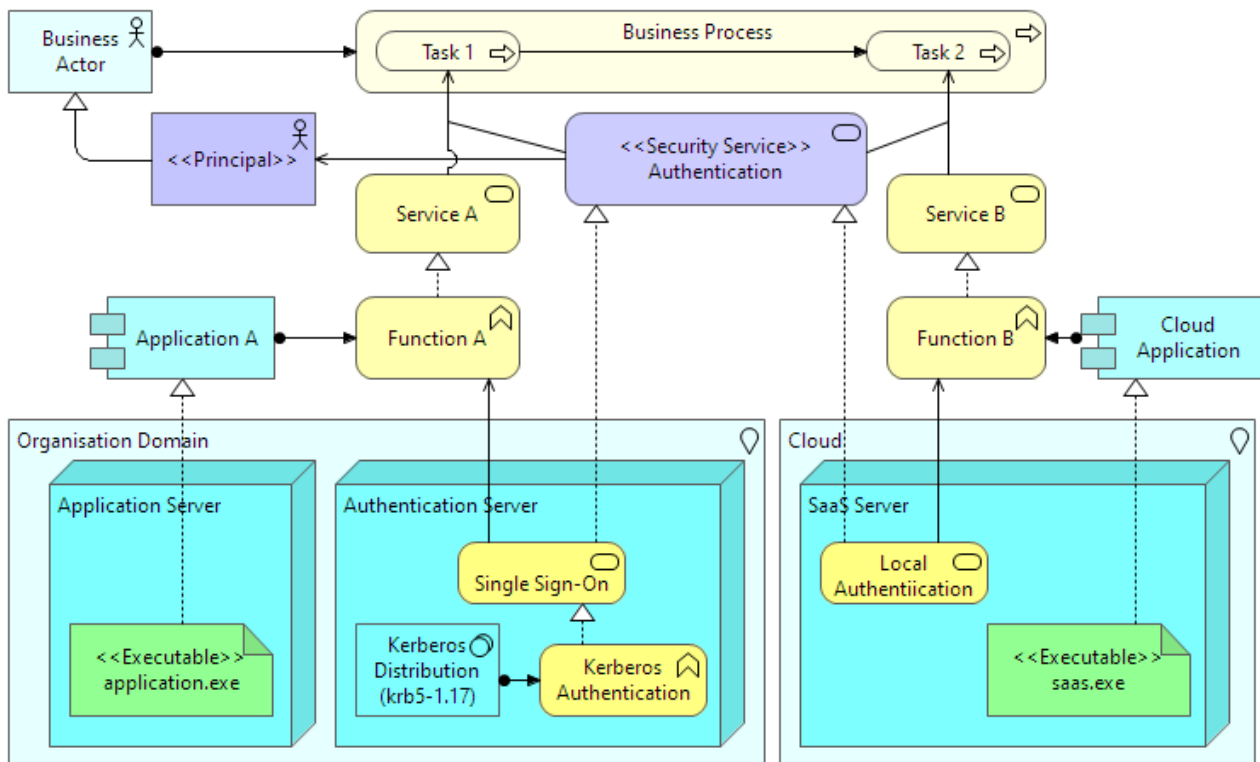 Business
Actor
Business Process
Task 1
Task 2
<<Principal>>
<<Security Service>>
Authentication
Service A
Service B
Application A
Function A
Function B
Cloud
Application
Organisation Domain
Cloud
Application Server
Authentication Server
SaaS Server
Single Sign-On
Local
Authentiication
<<Executable>>
application.exe
Kerberos
Distribution
(krb5-1.17)
Kerberos
Authentication
<<Executable>>
saas.exe